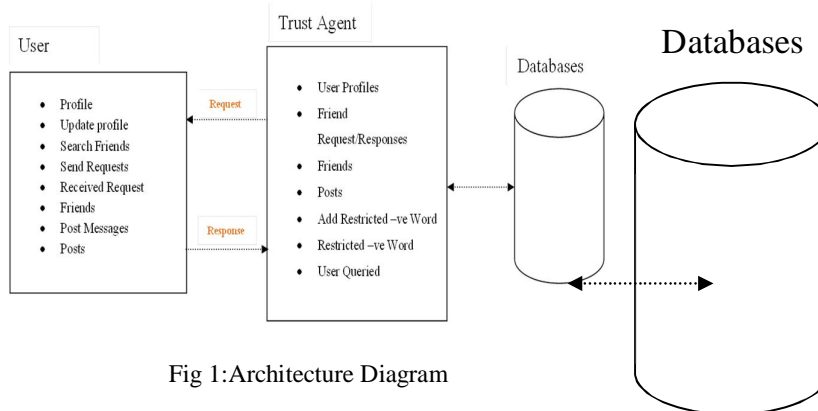 User
• Profile
• Update profile
• Search Friends
• Send Requests
• Received Request
• Friends
• Post Messages
• Posts
Request
Response
Trust Agent
• User Profiles
• Friend
Request/Responses
• Friends
• Posts
• Add Restricted –ve Word
• Restricted –ve Word
• User Queried
Databases
Databases
Fig 1:Architecture Diagram